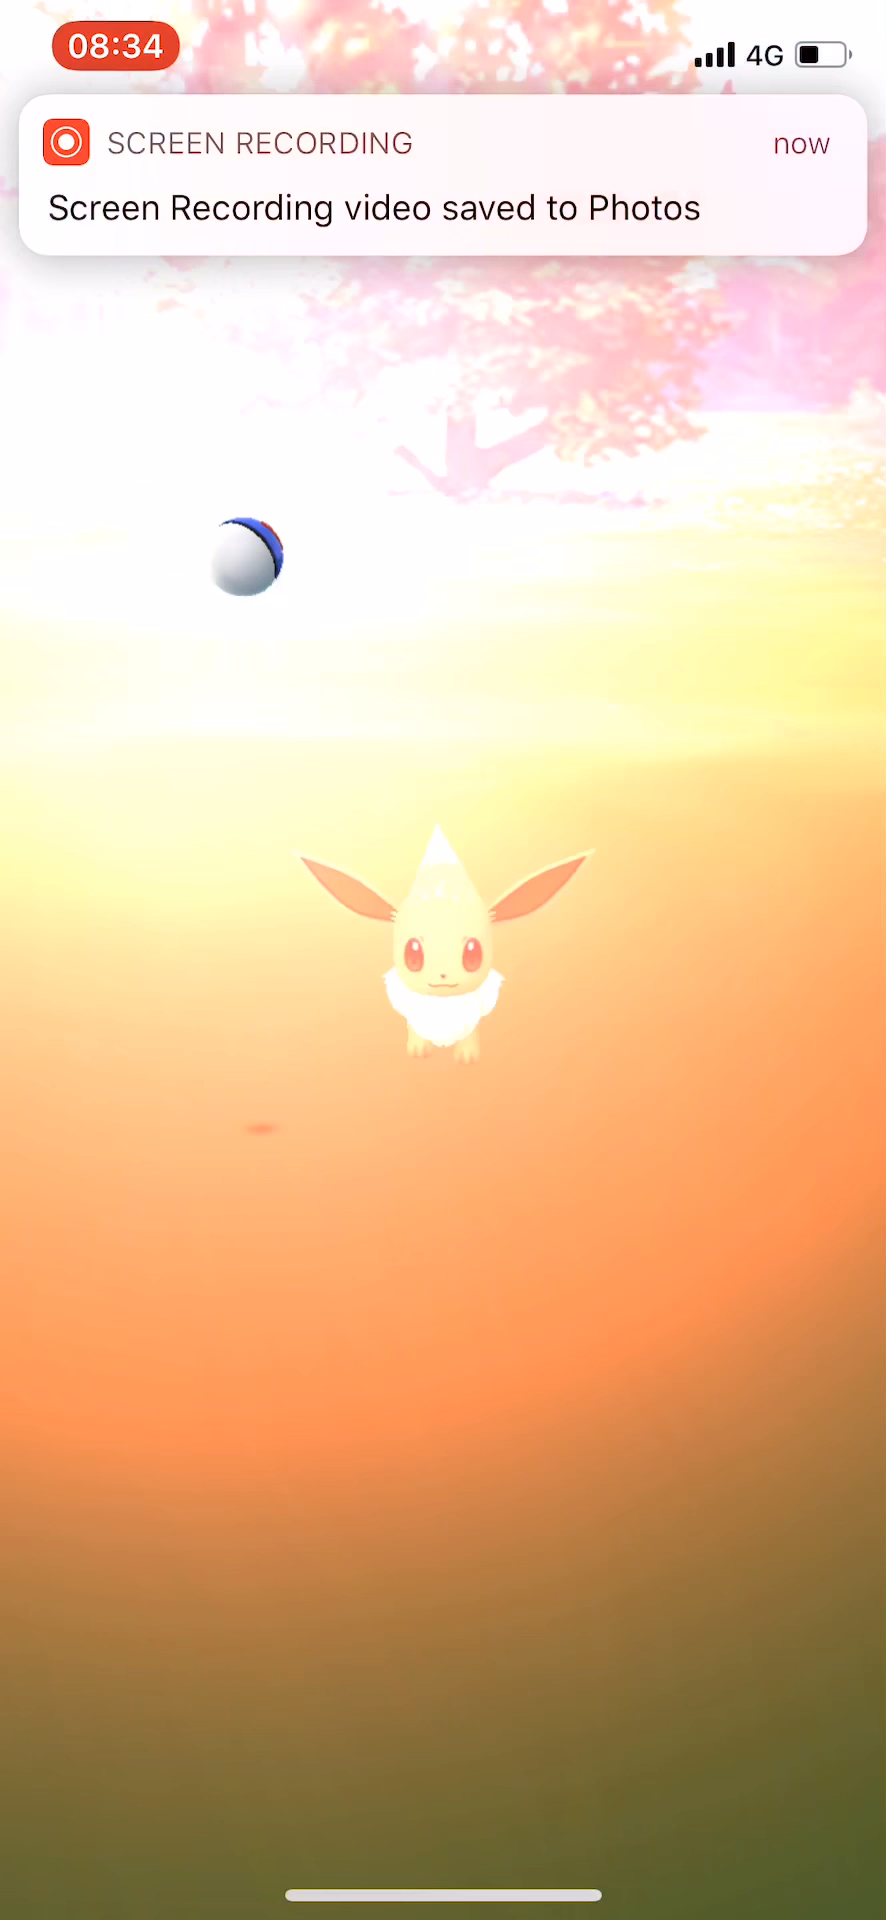 08:34
4G
SCREEN RECORDING
now
Screen Recording video saved to Photos